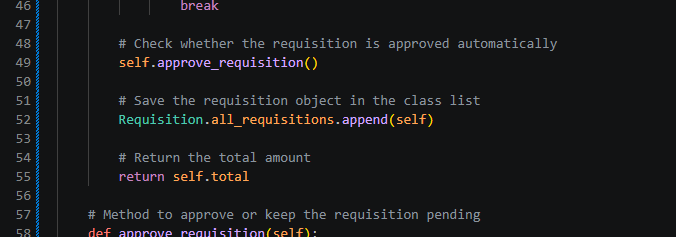 46 break
47
48 # Check whether the requisition is approved automatically
49 self.approve_requisition()
50
51 # Save the requisition object in the class list
52 Requisition.all_requisitions.append(self)
53
54 # Return the total amount
55 return self.total
56
57 # Method to approve or keep the requisition pending
58 def approve_requisition(self):